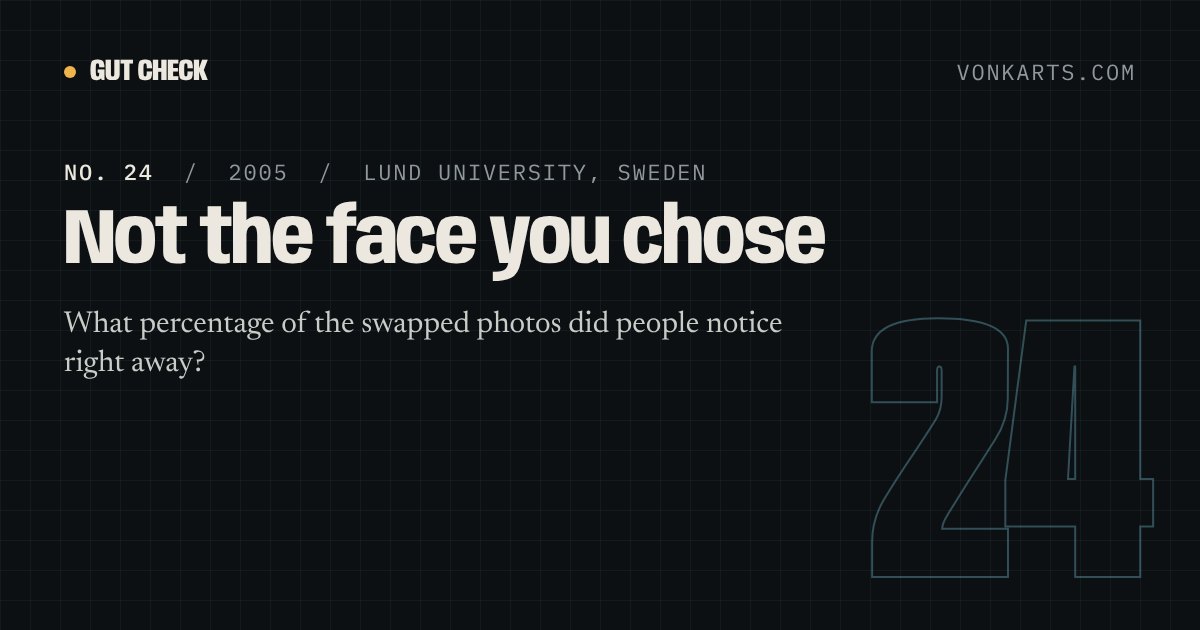 GUT CHECK
VONKARTS.COM
NO. 24 / 2005 / LUND UNIVERSITY, SWEDEN
Not the face you chose
What percentage of the swapped photos did people notice
right away?
24